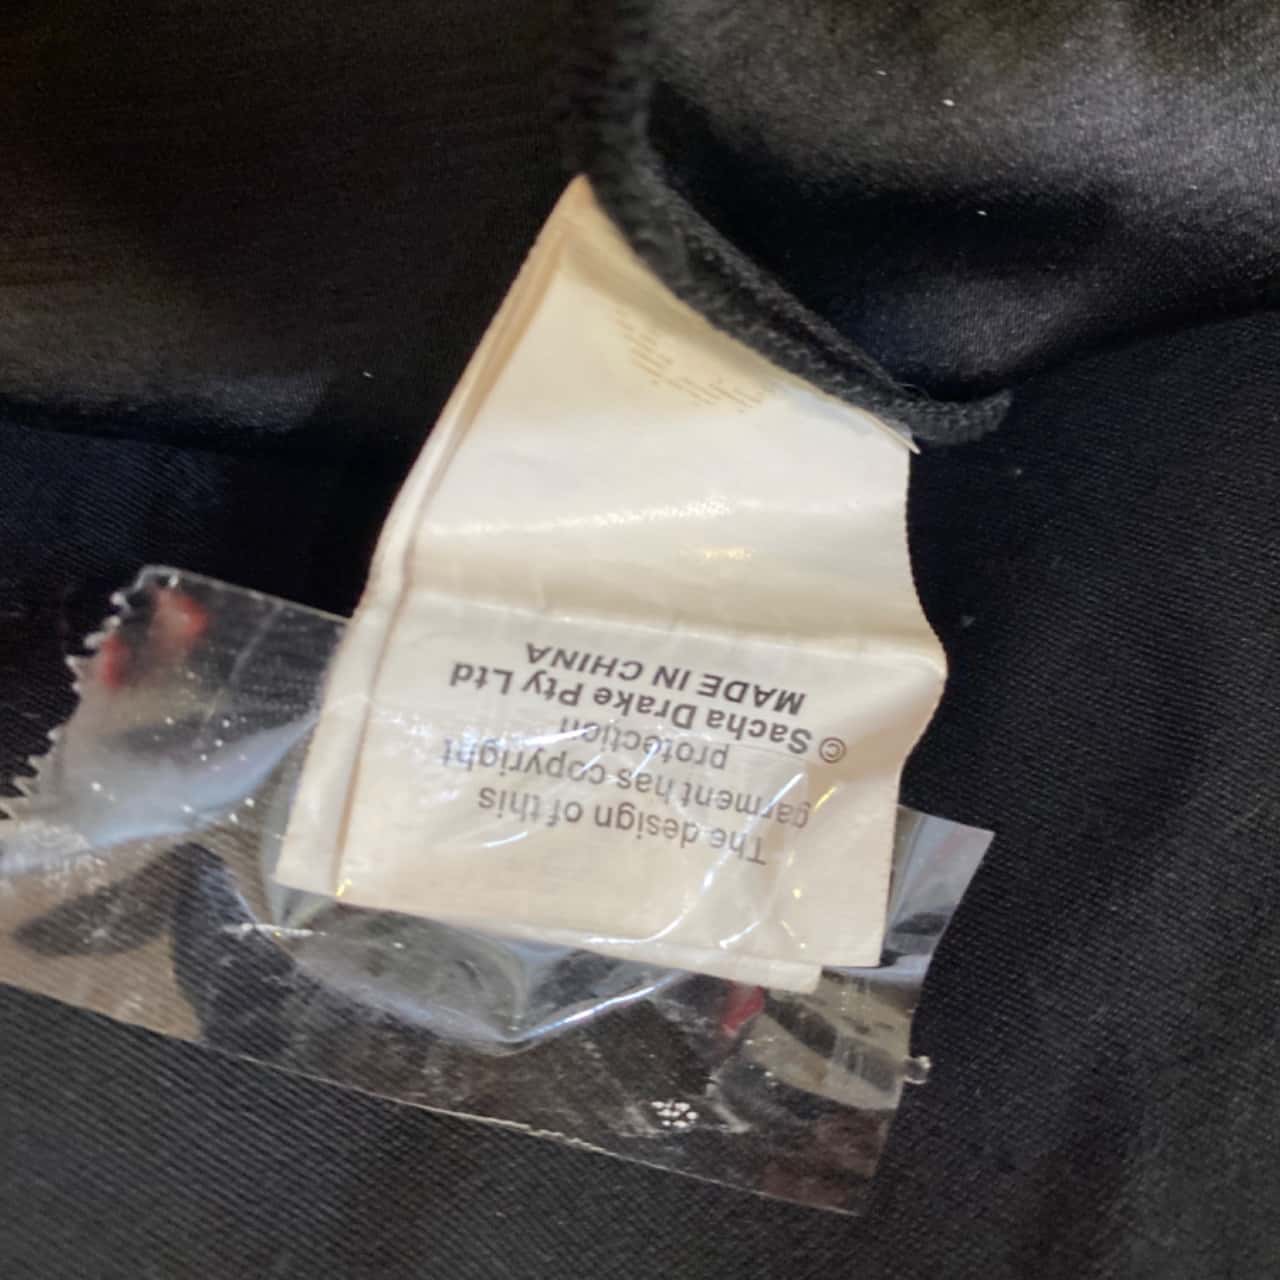 The design of this
garment has copyright
protection
© Sacha Drake Pty Ltd
MADE IN CHINA